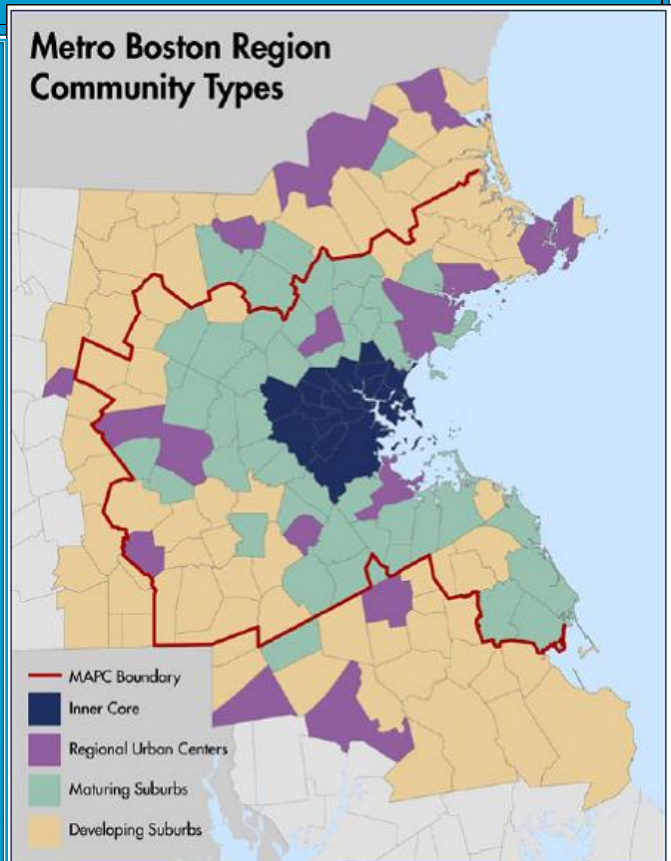 Metro Boston Region
Community Types
MAPC Boundary
Inner Core
Regional Urban Centers
Maturing Suburbs
Developing Suburbs